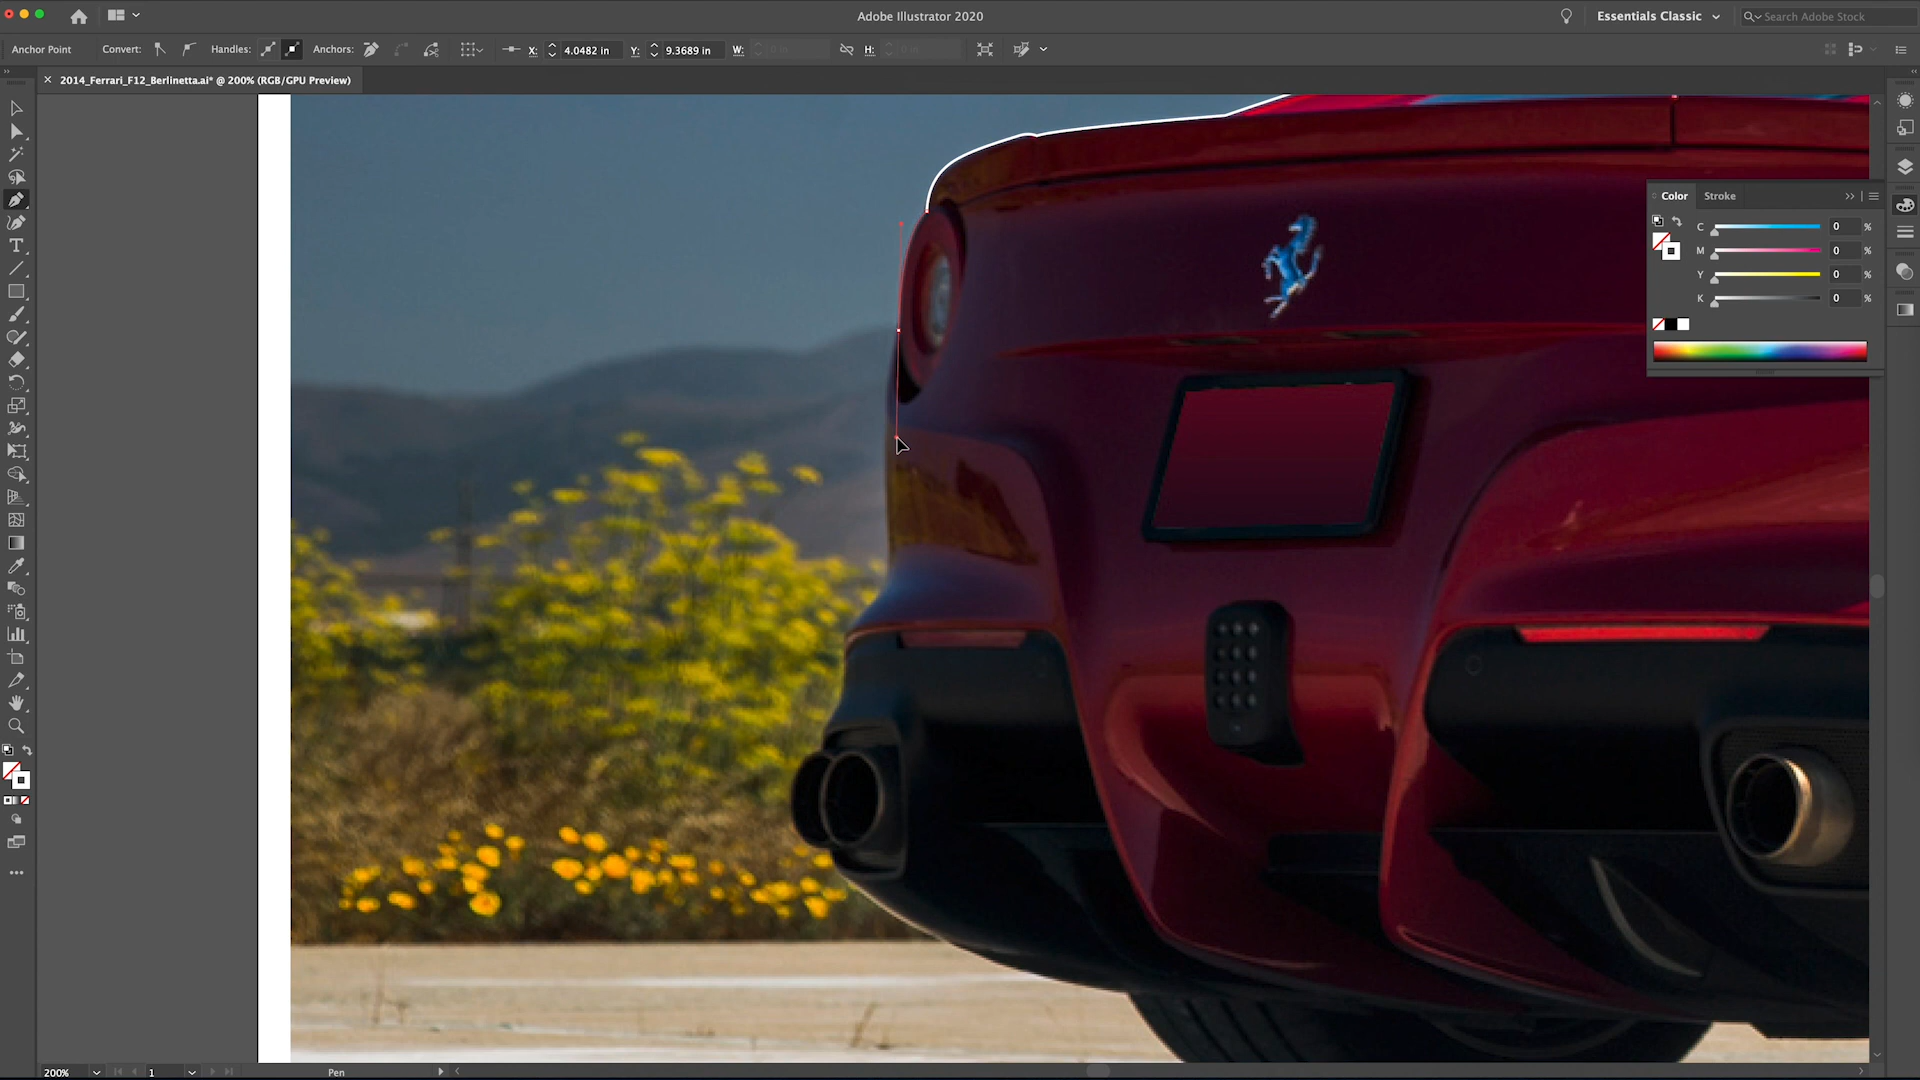 Adobe Illustrator 2020
Essentials Classic
Search Adobe Stock
Anchor Point
Convert:
Handles:
Anchors:
X:
4.0482 in
Y:
9.3689 in
W:
H:
× 2014_Ferrari_F12_Berlinetta.ai* @ 200% (RGB/GPU Preview)
Color
Stroke
C 0 %
M 0 %
Y 0 %
K 0 %
200%
1
Pen